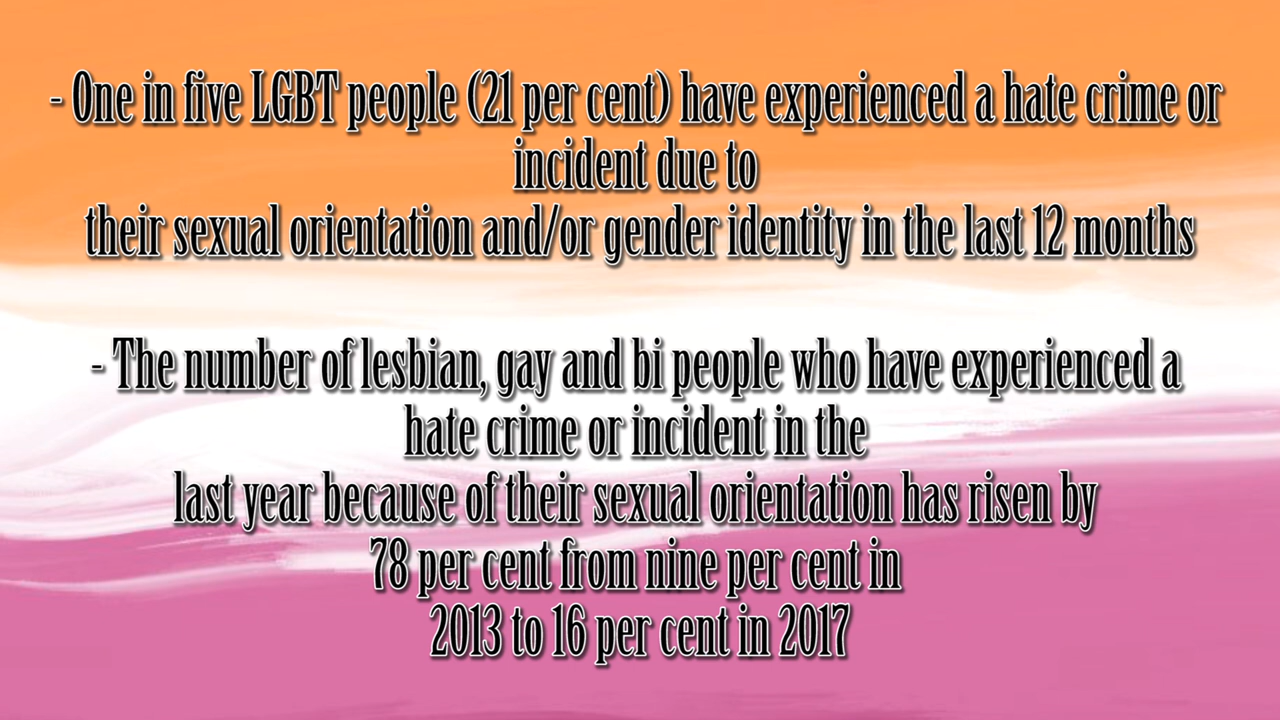 - One in five LGBT people (21 per cent) have experienced a hate crime or
incident due to
their sexual orientation and/or gender identity in the last 12 months
- The number of lesbian, gay and bi people who have experienced a
hate crime or incident in the
last year because of their sexual orientation has risen by
78 per cent from nine per cent in
2013 to 16 per cent in 2017